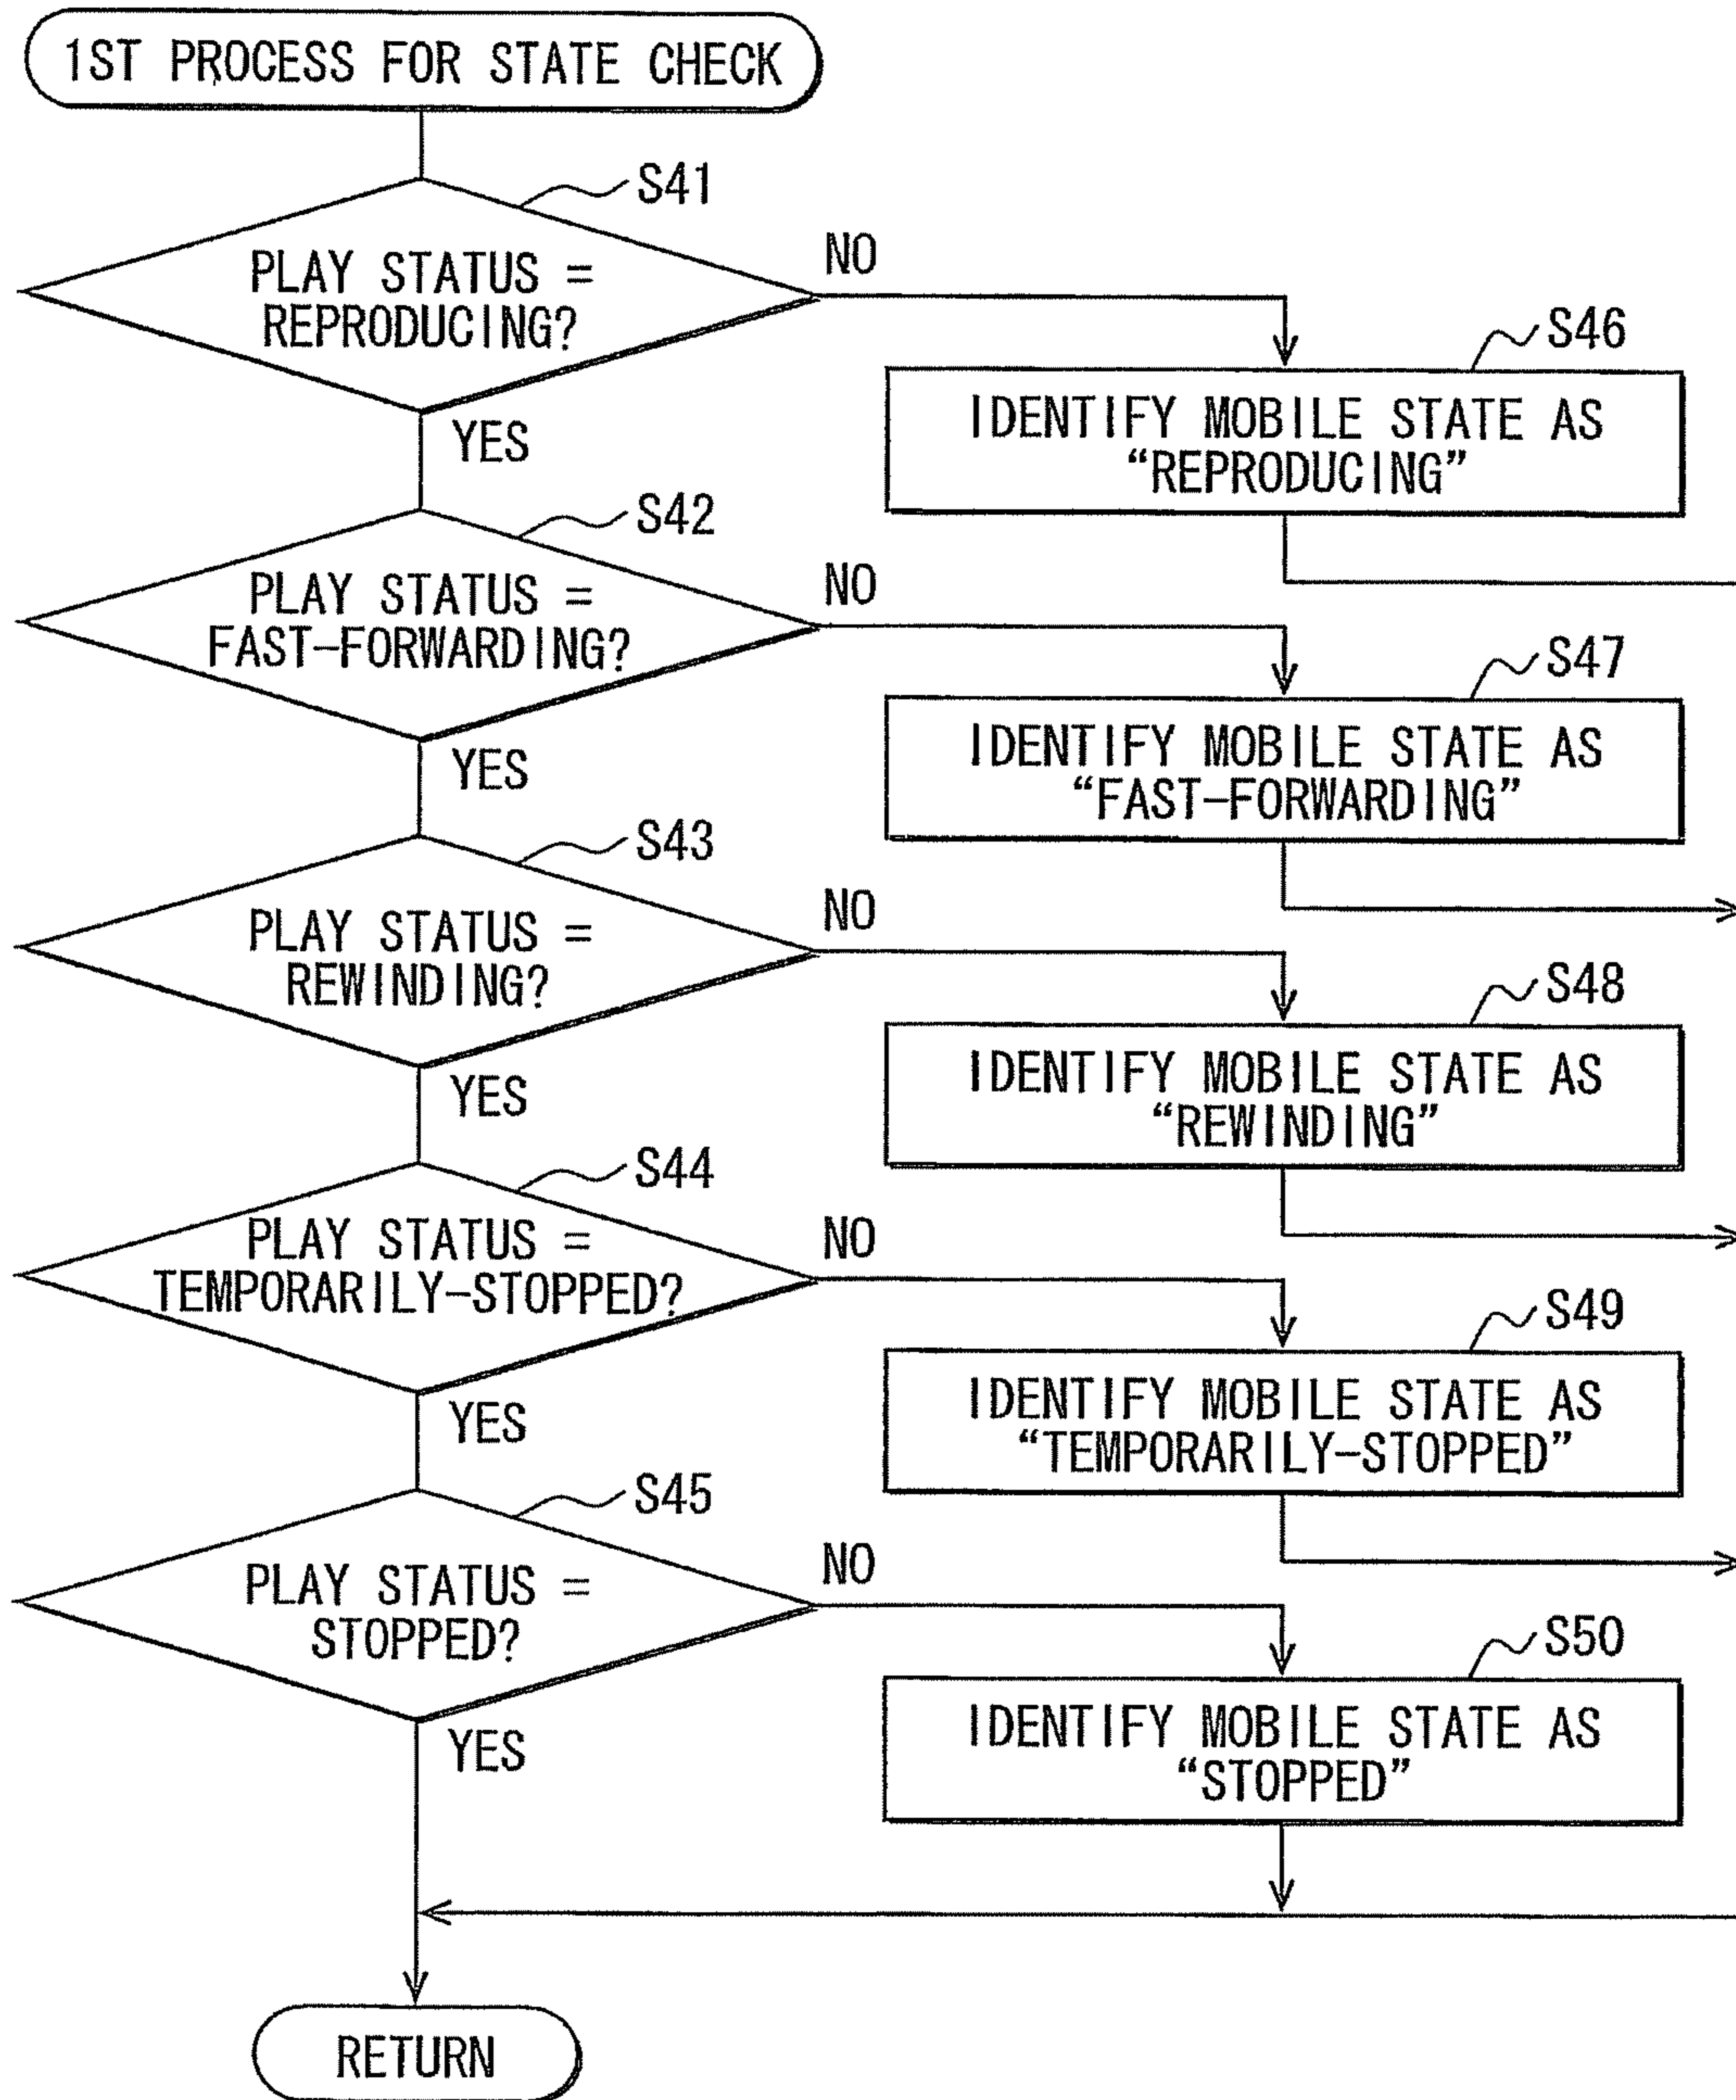 1ST PROCESS FOR STATE CHECK
S41
PLAY STATUS =
REPRODUCING?
NO
YES
S46
IDENTIFY MOBILE STATE AS
“REPRODUCING”
S42
PLAY STATUS =
FAST-FORWARDING?
NO
YES
S47
IDENTIFY MOBILE STATE AS
“FAST-FORWARDING”
S43
PLAY STATUS =
REWINDING?
NO
YES
S48
IDENTIFY MOBILE STATE AS
“REWINDING”
S44
PLAY STATUS =
TEMPORARILY-STOPPED?
NO
YES
S49
IDENTIFY MOBILE STATE AS
“TEMPORARILY-STOPPED”
S45
PLAY STATUS =
STOPPED?
NO
YES
S50
IDENTIFY MOBILE STATE AS
“STOPPED”
RETURN